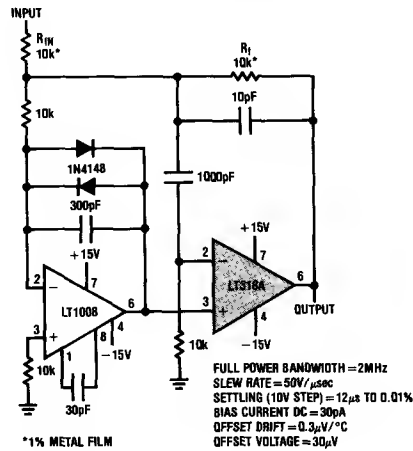 INPUT
RIN
10k*
10k
Rf
10k*
10pF
1N4148
300pF
1000pF
+15V
2
7
LT1008
6
3
1
8
4
-15V
10k
30pF
+15V
2
7
LT318A
6
3
4
-15V
10k
OUTPUT
FULL POWER BANDWIDTH=2MHz
SLEW RATE=50V/µsec
SETTLING (10V STEP)=12µs TO 0.01%
BIAS CURRENT DC=30pA
OFFSET DRIFT=0.3µV/°C
OFFSET VOLTAGE=30µV
*1% METAL FILM